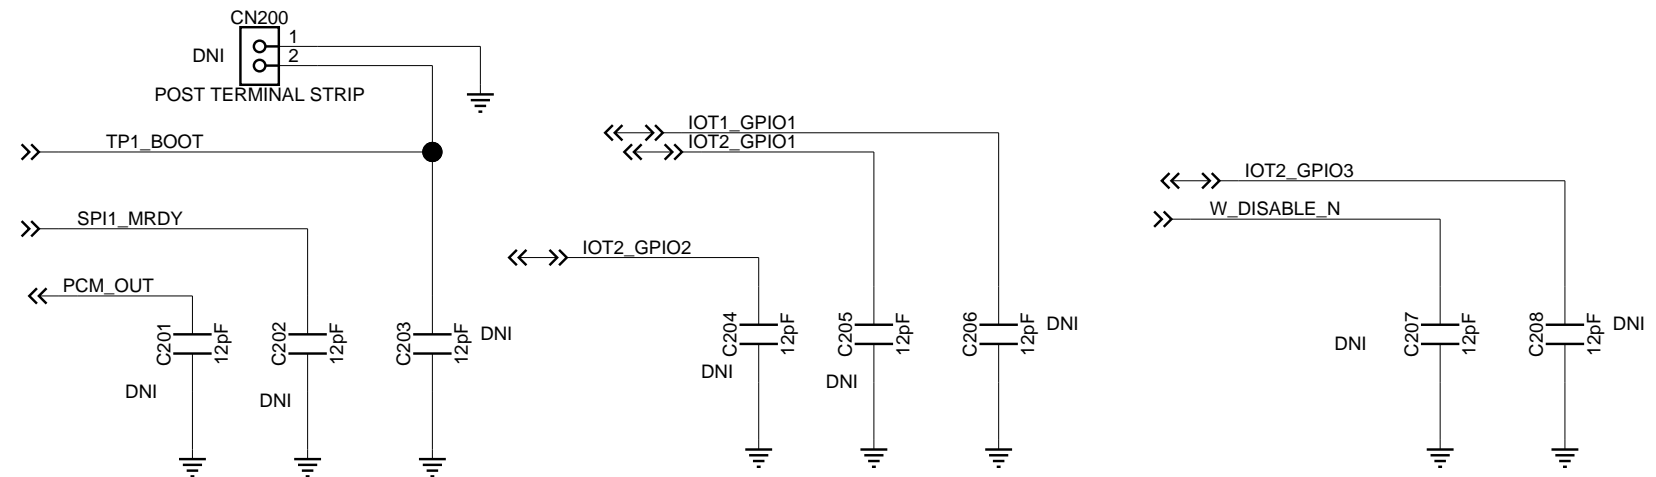 CN200
1
DNI
2
POST TERMINAL STRIP
TP1_BOOT
SPI1_MRDY
PCM_OUT
C201
12pF
DNI
C202
12pF
DNI
C203
12pF
DNI
IOT1_GPIO1
IOT2_GPIO1
IOT2_GPIO2
C204
12pF
DNI
C205
12pF
DNI
C206
12pF
DNI
IOT2_GPIO3
W_DISABLE_N
DNI
C207
12pF
C208
12pF
DNI